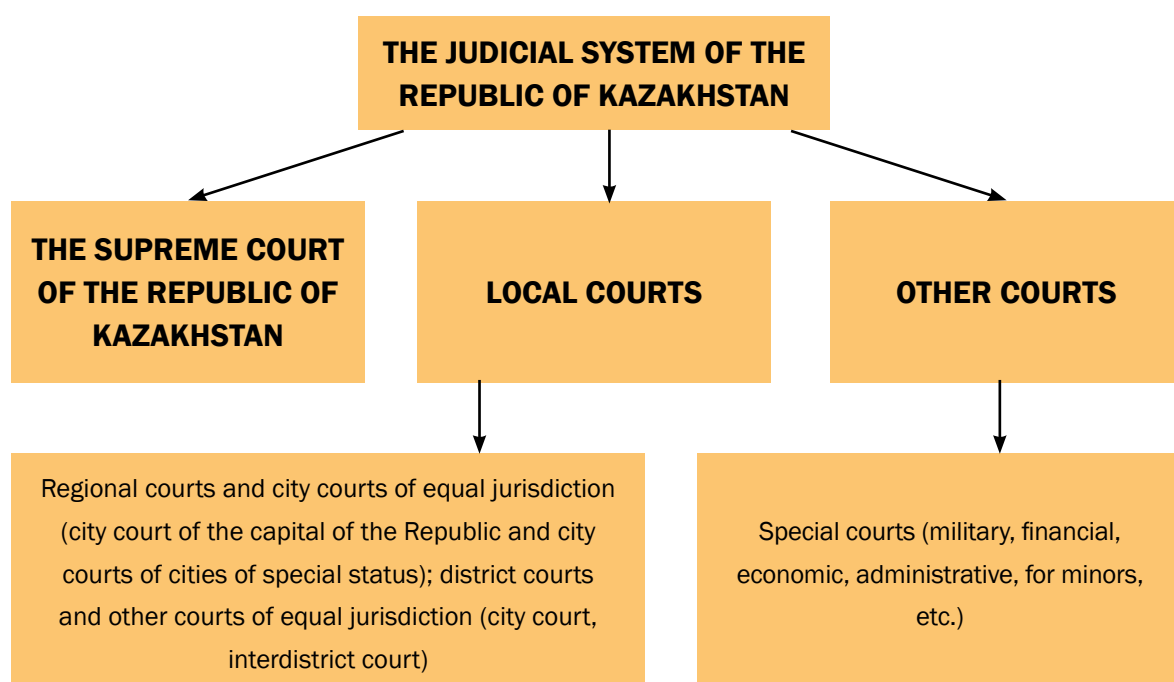 THE JUDICIAL SYSTEM OF THE
REPUBLIC OF KAZAKHSTAN
THE SUPREME COURT
OF THE REPUBLIC OF
KAZAKHSTAN
LOCAL COURTS
OTHER COURTS
Regional courts and city courts of equal jurisdiction
(city court of the capital of the Republic and city
courts of cities of special status); district courts
and other courts of equal jurisdiction (city court,
interdistrict court)
Special courts (military, financial,
economic, administrative, for minors,
etc.)